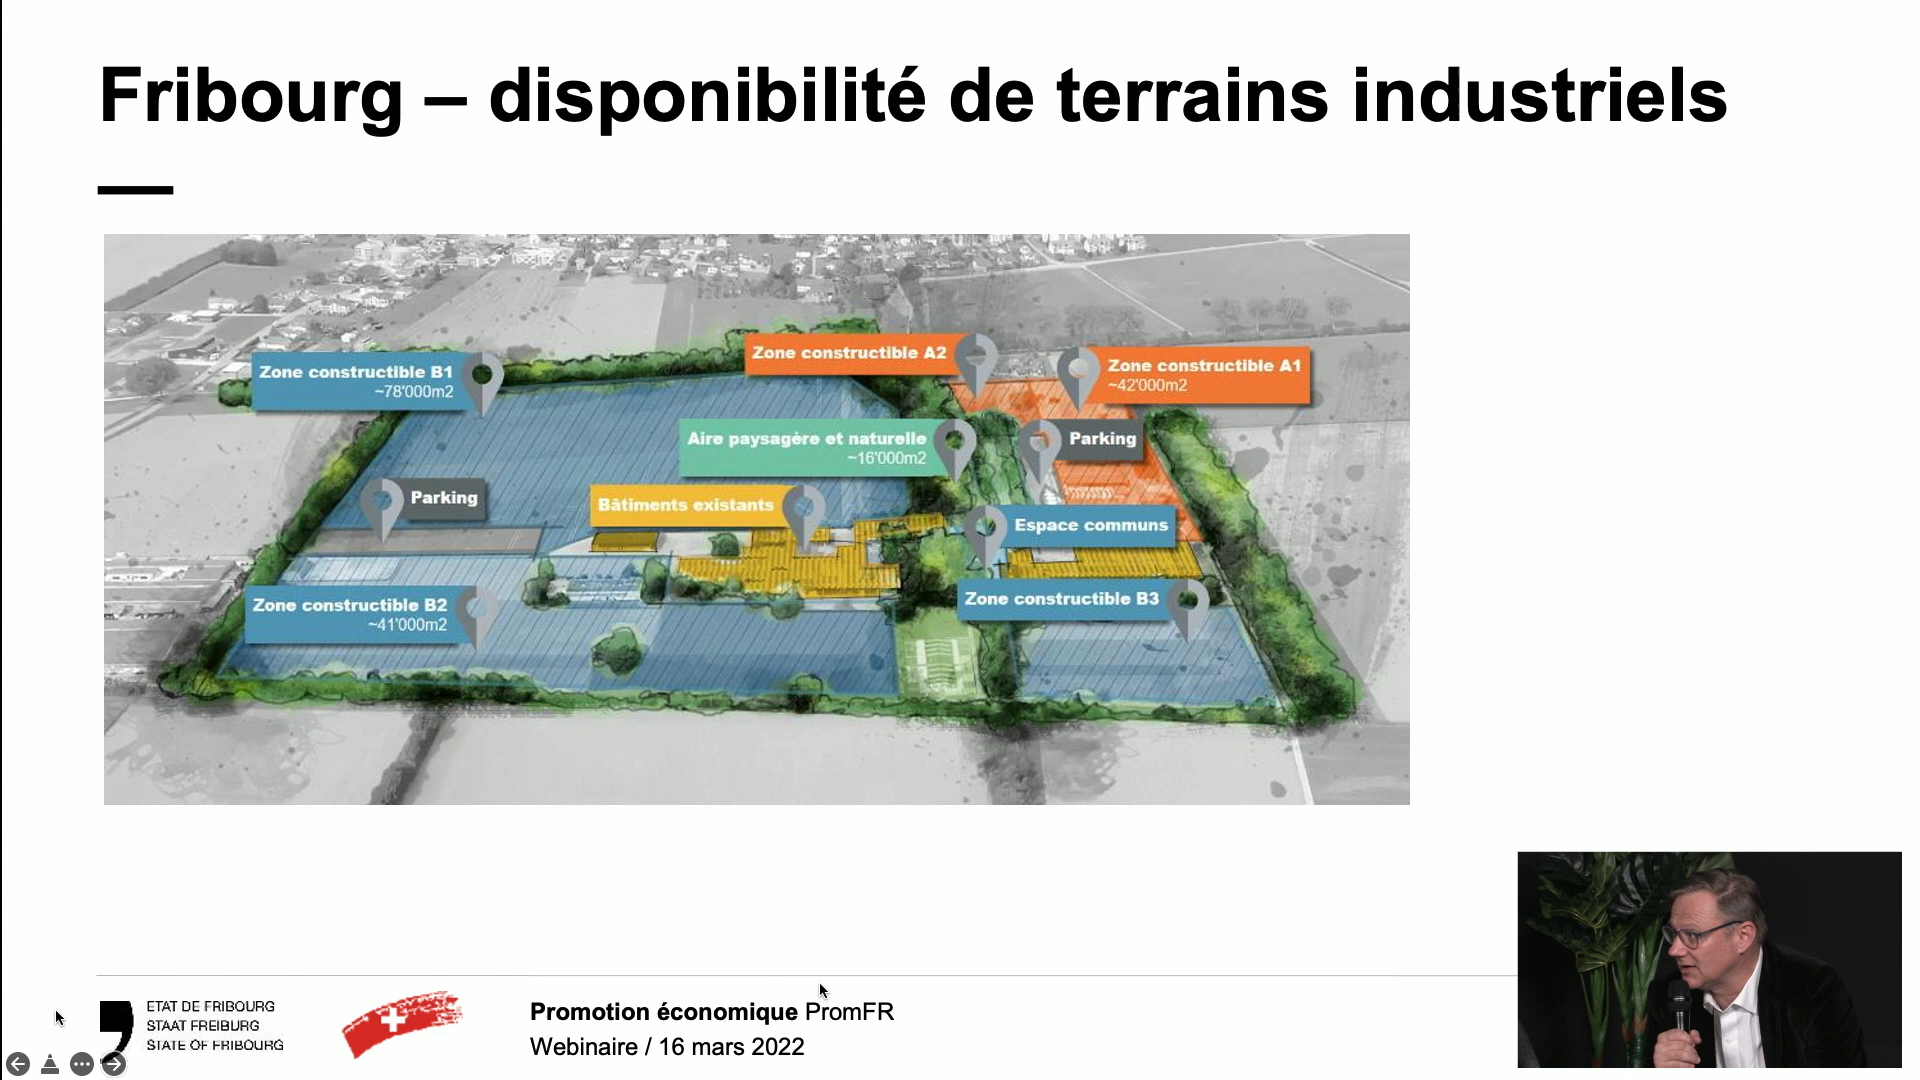 Fribourg – disponibilité de terrains industriels
Zone constructible A2
Zone constructible A1
~42'000m2
Zone constructible B1
~78'000m2
Aire paysagère et naturelle
~16'000m2
Parking
Parking
Bâtiments existants
Espace communs
Zone constructible B2
~41'000m2
Zone constructible B3
ETAT DE FRIBOURG
STAAT FREIBURG
STATE OF FRIBOURG
Promotion économique PromFR
Webinaire / 16 mars 2022